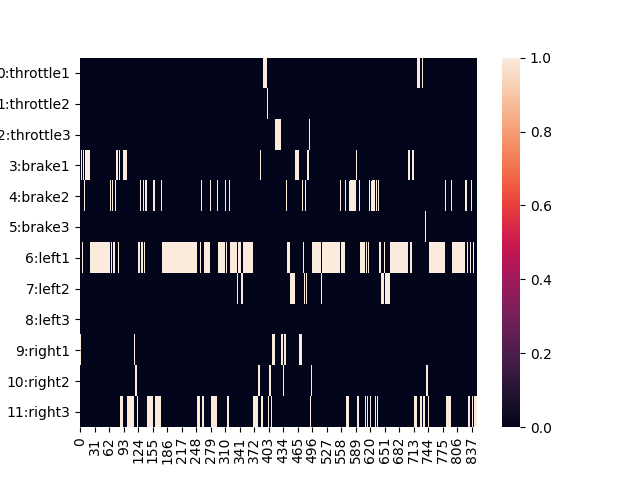 0:throttle1
1:throttle2
2:throttle3
3:brake1
4:brake2
5:brake3
6:left1
7:left2
8:left3
9:right1
10:right2
11:right3
0 31 62 93 124 155 186 217 248 279 310 341 372 403 434 465 496 527 558 589 620 651 682 713 744 775 806 837
1.0
0.8
0.6
0.4
0.2
0.0